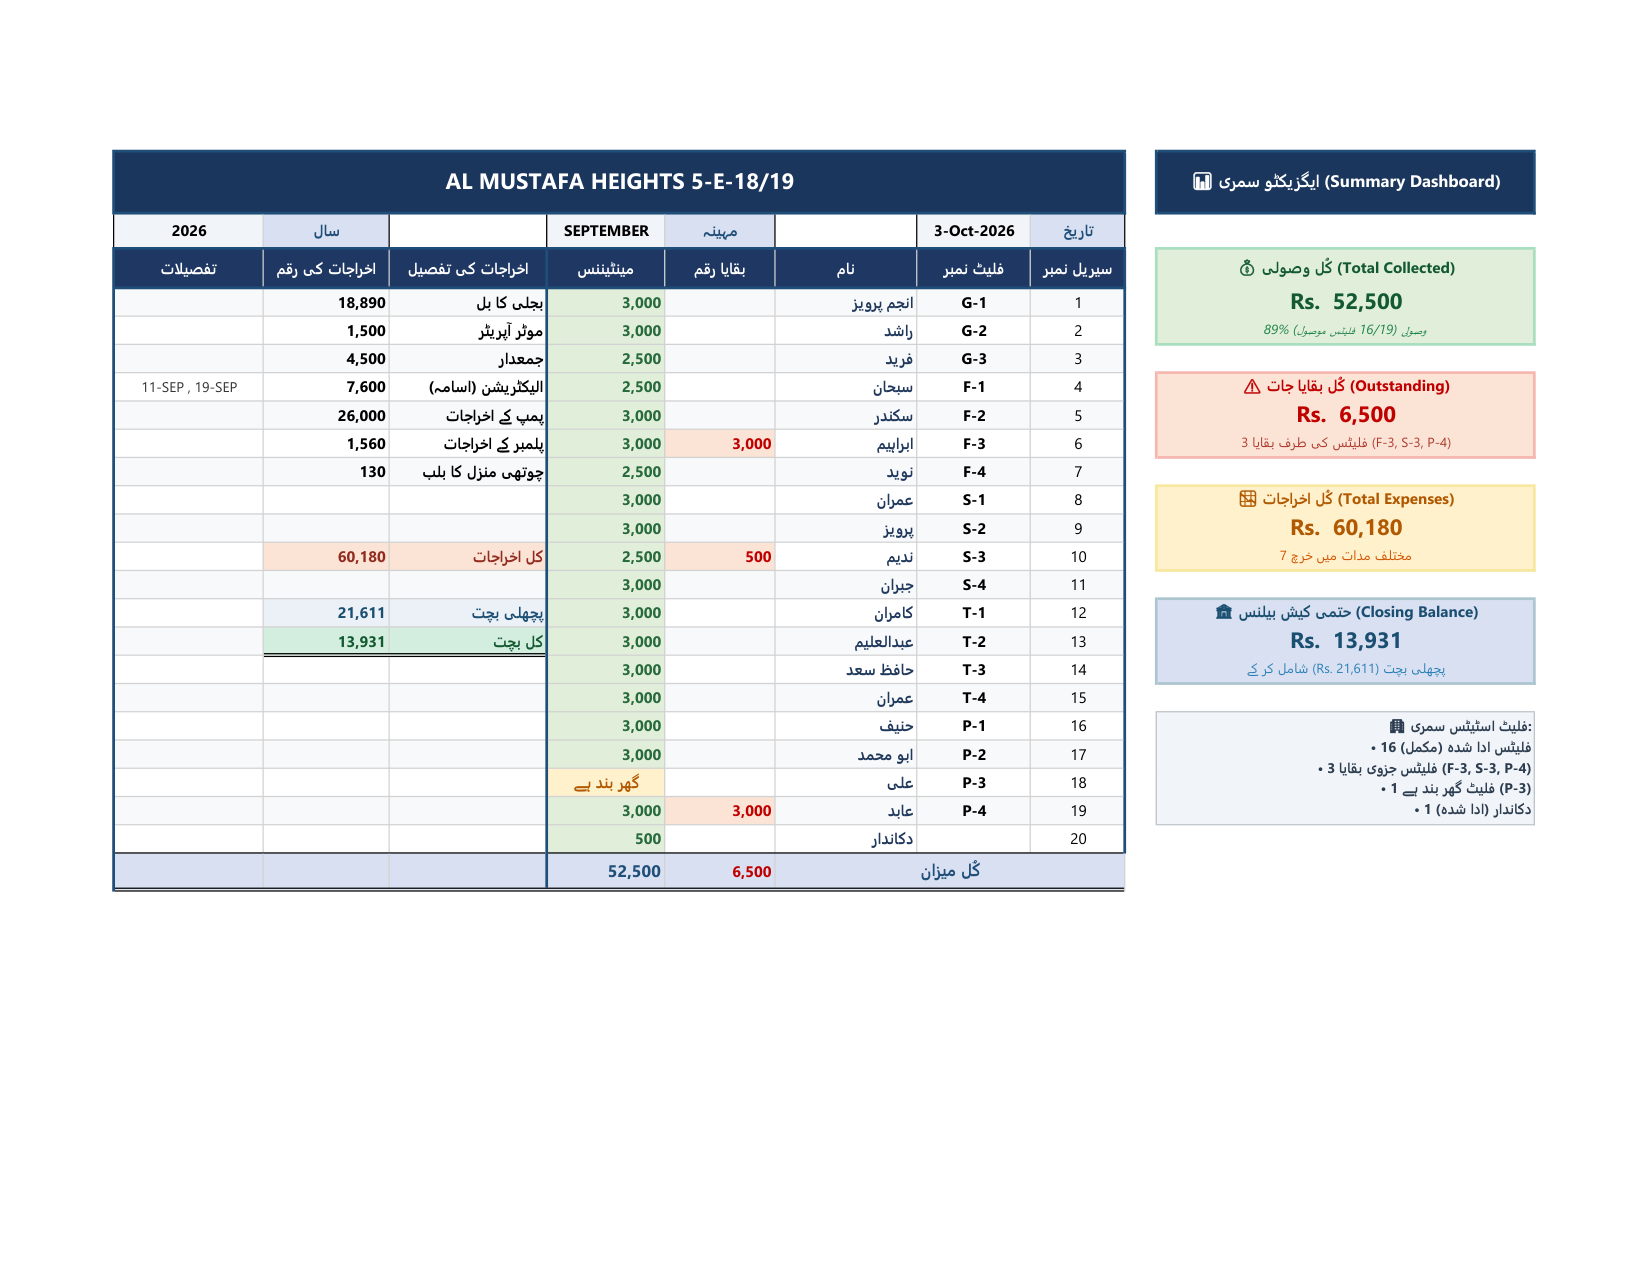 AL MUSTAFA HEIGHTS 5-E-18/19
تاریخ 3-Oct-2026 مہینہ SEPTEMBER سال 2026
سیریل نمبر فلیٹ نمبر نام بقایا رقم مینٹیننس اخراجات کی تفصیل اخراجات کی رقم تفصیلات
1 G-1 انجم پرویز 3,000 بجلی کا بل 18,890
2 G-2 راشد 3,000 موٹر آپریٹر 1,500
3 G-3 فرید 2,500 جمعدار 4,500
4 F-1 سبحان 2,500 الیکٹریشن (اسامہ) 7,600 11-SEP , 19-SEP
5 F-2 سکندر 3,000 پمپ کے اخراجات 26,000
6 F-3 ابراہیم 3,000 3,000 پلمبر کے اخراجات 1,560
7 F-4 نوید 2,500 چوتھی منزل کا بلب 130
8 S-1 عمران 3,000
9 S-2 پرویز 3,000
10 S-3 ندیم 500 2,500 کل اخراجات 60,180
11 S-4 جبران 3,000
12 T-1 کامران 3,000 پچھلی بچت 21,611
13 T-2 عبدالعلیم 3,000 کل بچت 13,931
14 T-3 حافظ سعد 3,000
15 T-4 عمران 3,000
16 P-1 حنیف 3,000
17 P-2 ابو محمد 3,000
18 P-3 علی گھر بند ہے
19 P-4 عابد 3,000 3,000
20 دکاندار 500
کُل میزان 6,500 52,500
ایگزیکٹو سمری (Summary Dashboard)
کُل وصولی (Total Collected)
Rs. 52,500
89% وصولی (16/19 فلیٹس موصول)
کُل بقایا جات (Outstanding)
Rs. 6,500
3 فلیٹس کی طرف بقایا (F-3, S-3, P-4)
کُل اخراجات (Total Expenses)
Rs. 60,180
7 مختلف مدات میں خرچ
حتمی کیش بیلنس (Closing Balance)
Rs. 13,931
پچھلی بچت (Rs. 21,611) شامل کر کے
فلیٹ اسٹیٹس سمری:
• 16 فلیٹس ادا شدہ (مکمل)
• 3 فلیٹس جزوی بقایا (F-3, S-3, P-4)
• 1 فلیٹ گھر بند ہے (P-3)
• 1 دکاندار (ادا شدہ)